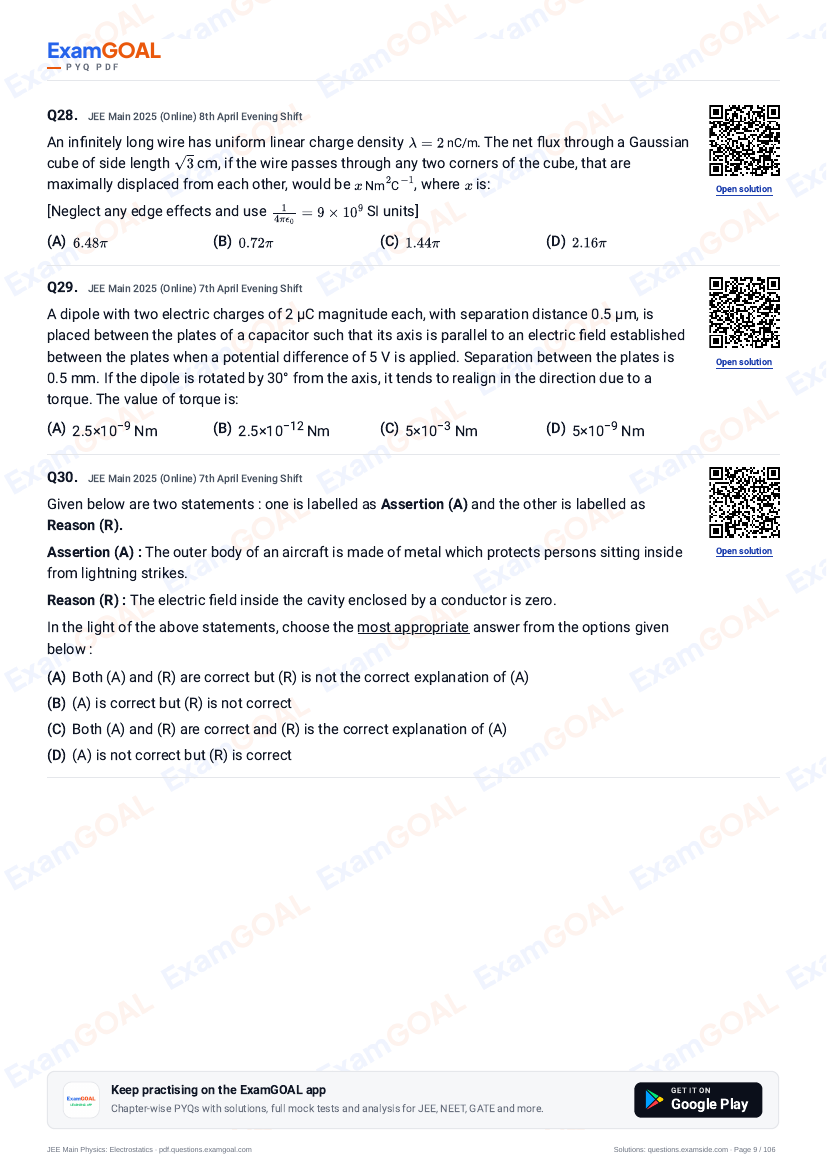 ExamGOAL
PYQ PDF
Q28. JEE Main 2025 (Online) 8th April Evening Shift
An infinitely long wire has uniform linear charge density λ = 2 nC/m. The net flux through a Gaussian
cube of side length √3 cm, if the wire passes through any two corners of the cube, that are
maximally displaced from each other, would be x Nm²C⁻¹, where x is:
[Neglect any edge effects and use 1/(4πϵ₀) = 9 × 10⁹ SI units]
(A) 6.48π (B) 0.72π (C) 1.44π (D) 2.16π
Open solution
Q29. JEE Main 2025 (Online) 7th April Evening Shift
A dipole with two electric charges of 2 µC magnitude each, with separation distance 0.5 µm, is
placed between the plates of a capacitor such that its axis is parallel to an electric field established
between the plates when a potential difference of 5 V is applied. Separation between the plates is
0.5 mm. If the dipole is rotated by 30° from the axis, it tends to realign in the direction due to a
torque. The value of torque is:
(A) 2.5×10⁻⁹ Nm (B) 2.5×10⁻¹² Nm (C) 5×10⁻³ Nm (D) 5×10⁻⁹ Nm
Open solution
Q30. JEE Main 2025 (Online) 7th April Evening Shift
Given below are two statements : one is labelled as Assertion (A) and the other is labelled as
Reason (R).
Assertion (A) : The outer body of an aircraft is made of metal which protects persons sitting inside
from lightning strikes.
Reason (R) : The electric field inside the cavity enclosed by a conductor is zero.
In the light of the above statements, choose the most appropriate answer from the options given
below :
(A) Both (A) and (R) are correct but (R) is not the correct explanation of (A)
(B) (A) is correct but (R) is not correct
(C) Both (A) and (R) are correct and (R) is the correct explanation of (A)
(D) (A) is not correct but (R) is correct
Open solution
ExamGOAL
Keep practising on the ExamGOAL app
Chapter-wise PYQs with solutions, full mock tests and analysis for JEE, NEET, GATE and more.
GET IT ON
Google Play
JEE Main Physics: Electrostatics · pdf.questions.examgoal.com
Solutions: questions.examside.com · Page 9 / 106